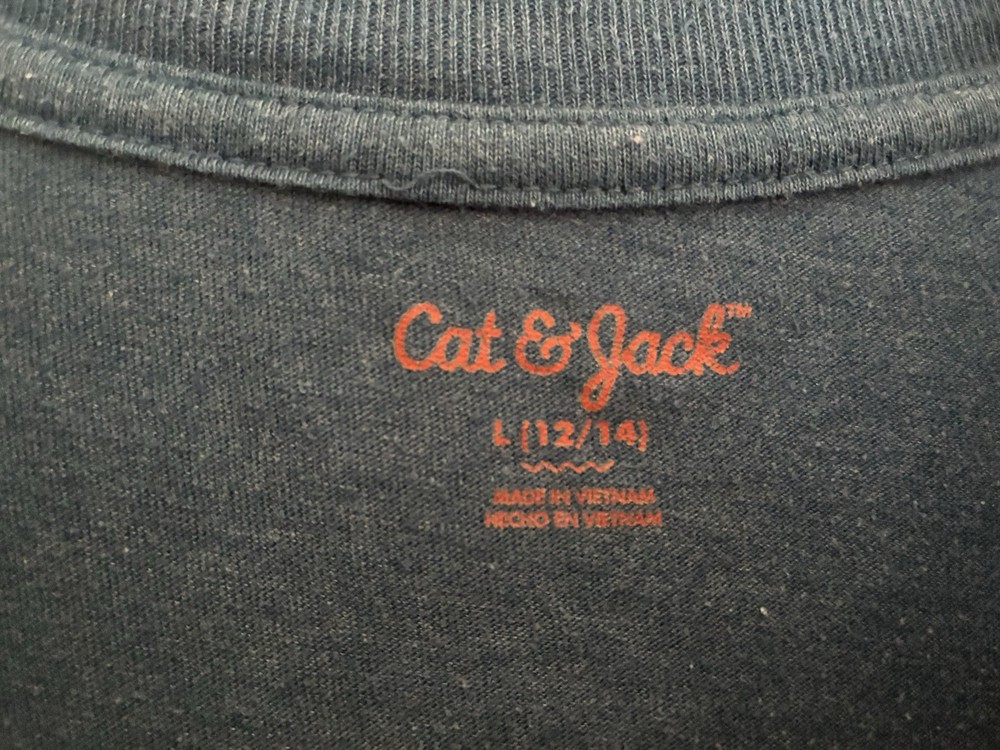 Cat & Jack™
L (12/14)
MADE IN VIETNAM
HECHO EN VIETNAM